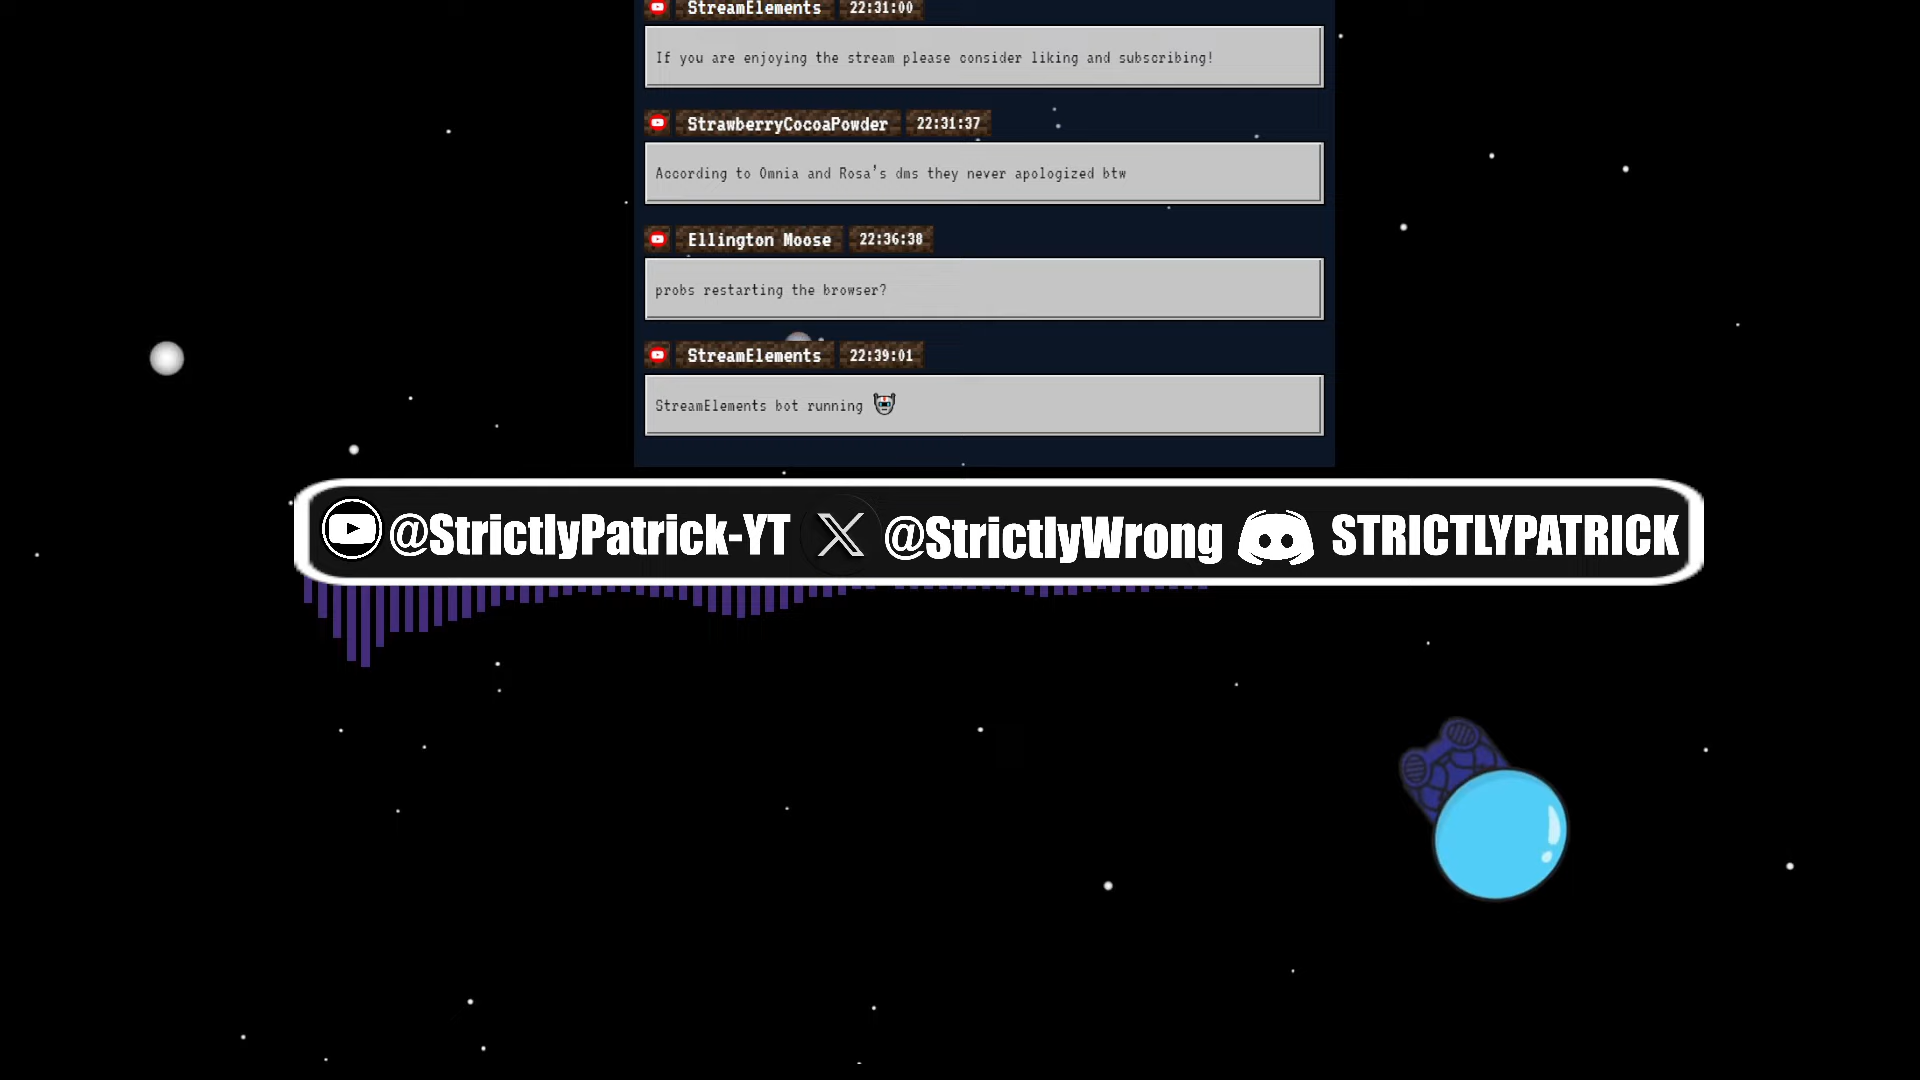 StreamElements 22:31:00
If you are enjoying the stream please consider liking and subscribing!
StrawberryCocoaPowder 22:31:37
According to Omnia and Rosa's dms they never apologized btw
Ellington Moose 22:36:38
probs restarting the browser?
StreamElements 22:39:01
StreamElements bot running
@StrictlyPatrick-YT @StrictlyWrong STRICTLYPATRICK